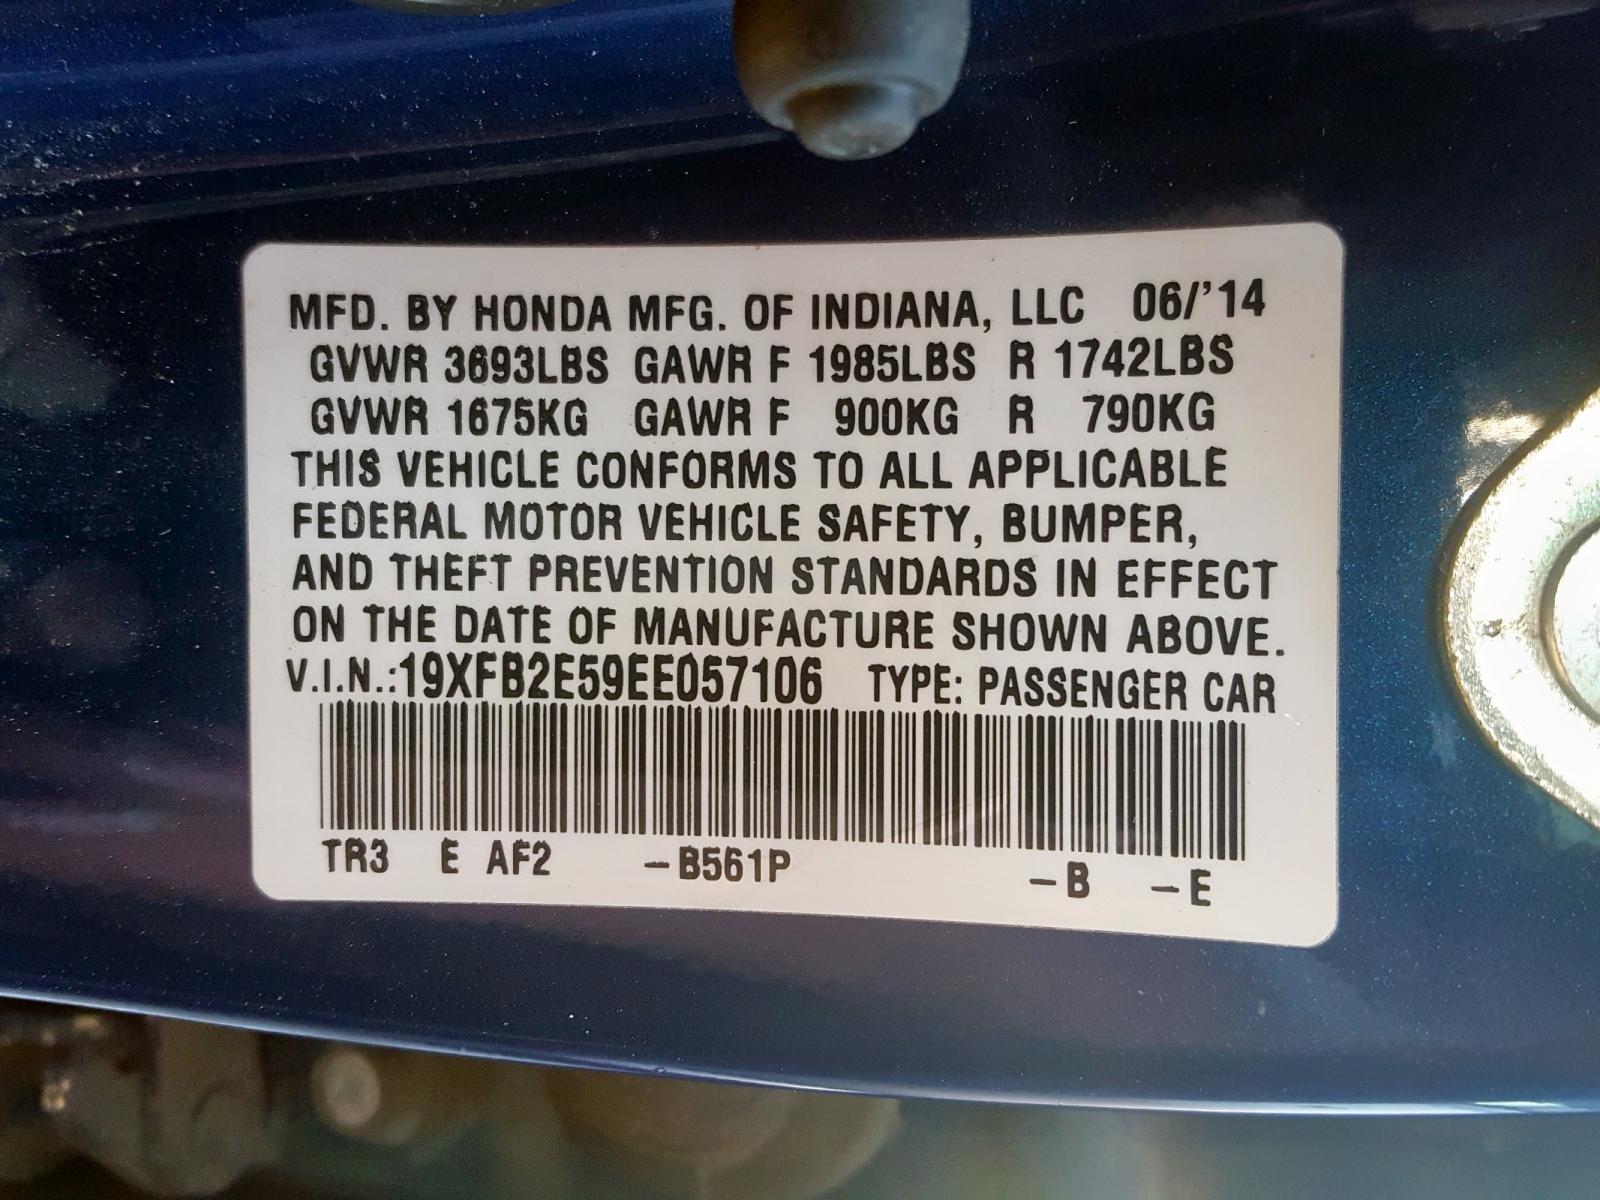 MFD. BY HONDA MFG. OF INDIANA, LLC 06/'14
GVWR 3693LBS GAWR F 1985LBS R 1742LBS
GVWR 1675KG GAWR F 900KG R 790KG
THIS VEHICLE CONFORMS TO ALL APPLICABLE
FEDERAL MOTOR VEHICLE SAFETY, BUMPER,
AND THEFT PREVENTION STANDARDS IN EFFECT
ON THE DATE OF MANUFACTURE SHOWN ABOVE.
V.I.N.:19XFB2E59EE057106 TYPE: PASSENGER CAR
TR3 E AF2 -B561P -B -E